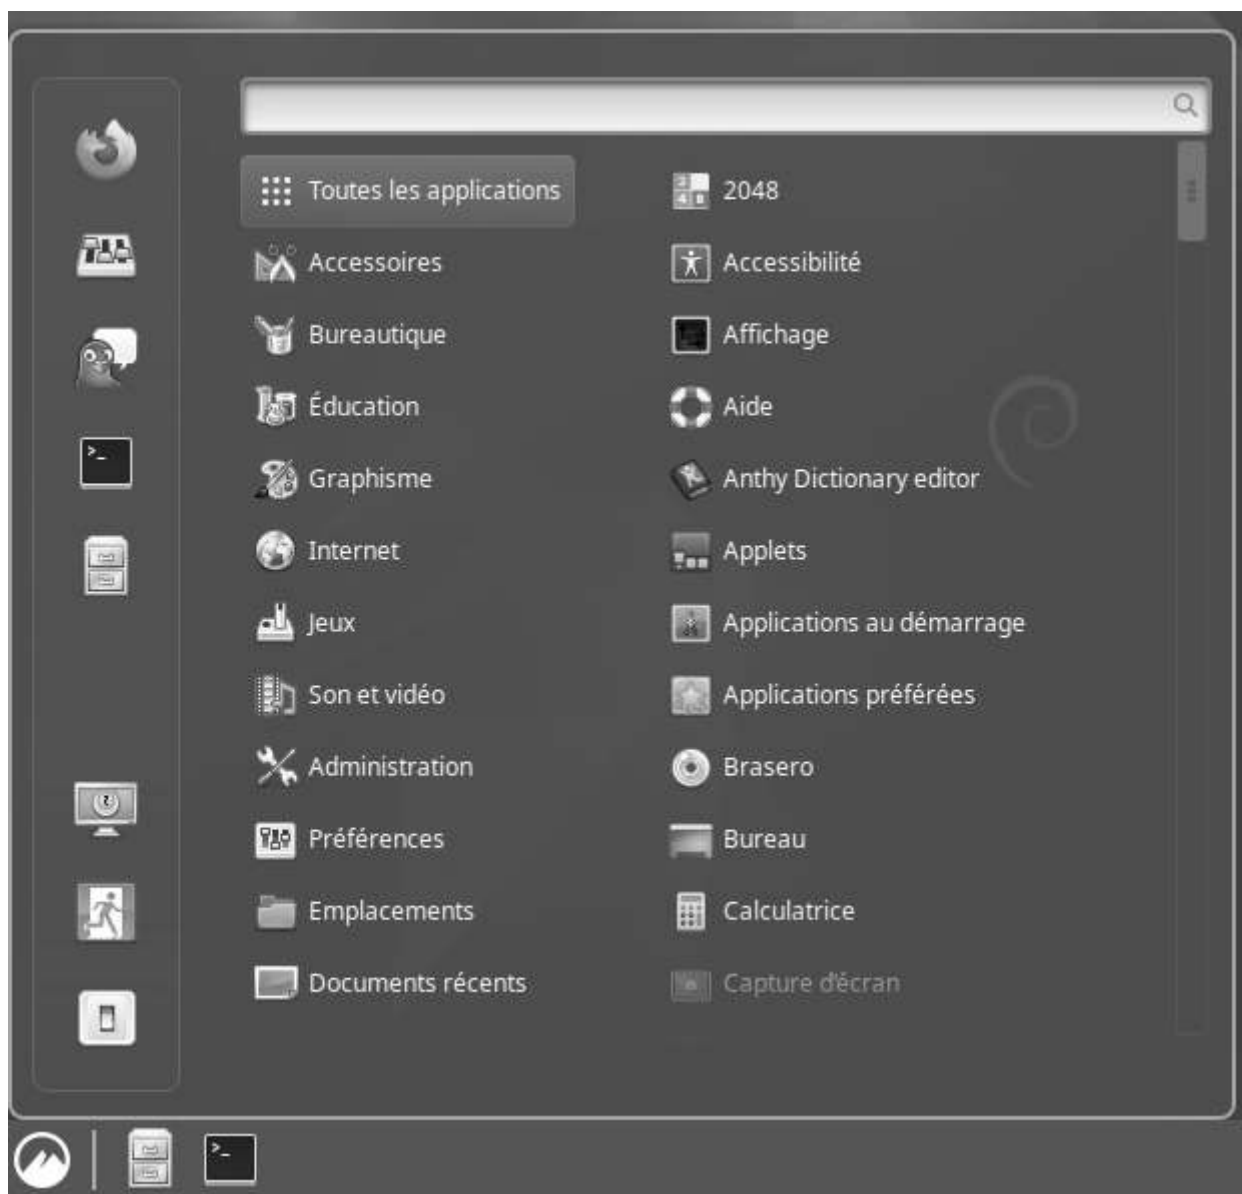 Toutes les applications
Accessoires
Bureautique
Éducation
Graphisme
Internet
Jeux
Son et vidéo
Administration
Préférences
Emplacements
Documents récents
2048
Accessibilité
Affichage
Aide
Anthy Dictionary editor
Applets
Applications au démarrage
Applications préférées
Brasero
Bureau
Calculatrice
Capture d'écran